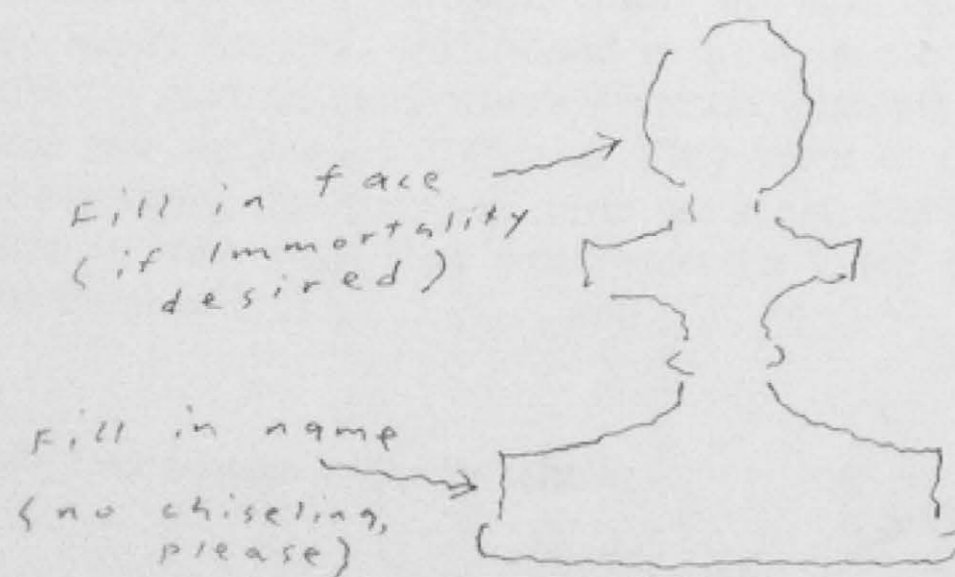 Fill in face
(if Immortality
desired)
Fill in name
(no chiseling,
please)